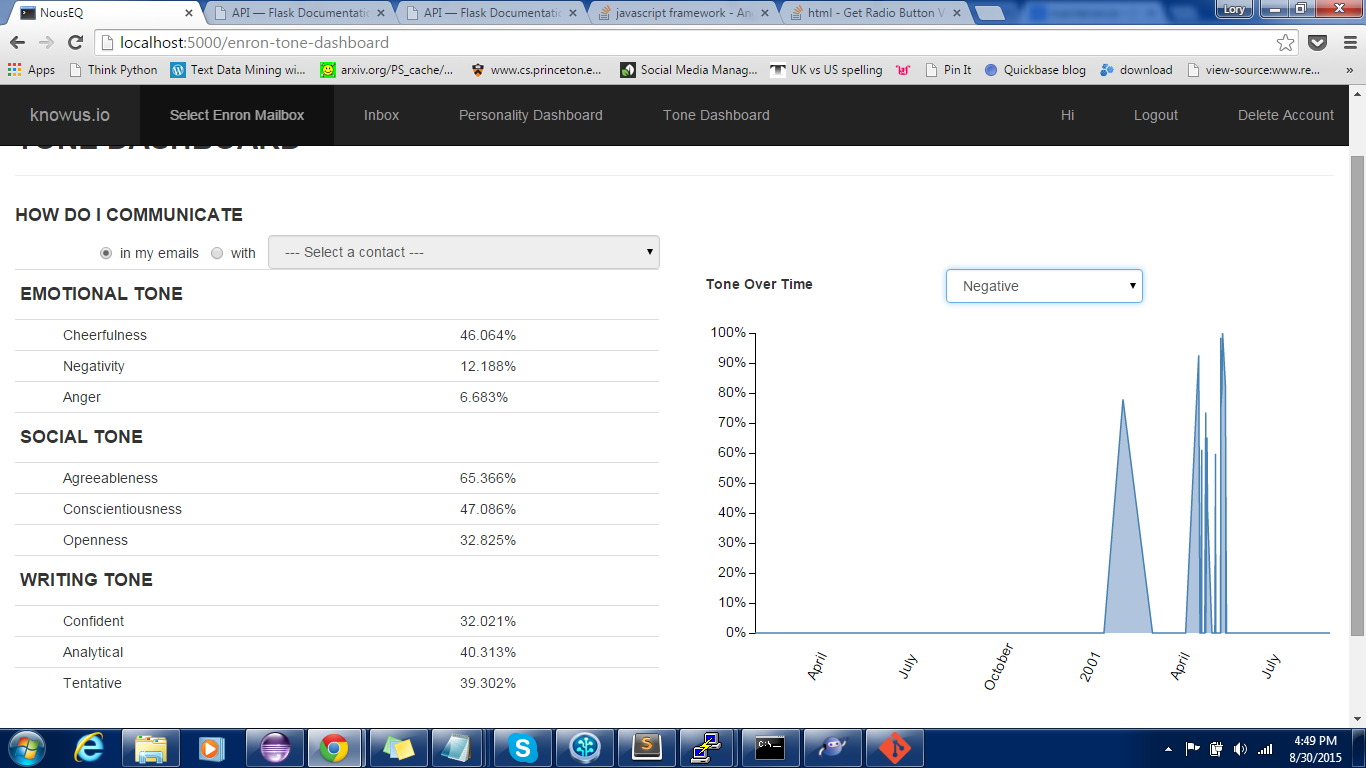 NousEQ
API — Flask Documentati
API — Flask Documentati
javascript framework - An
html - Get Radio Button V
Lory
localhost:5000/enron-tone-dashboard
Apps Think Python Text Data Mining wi... arxiv.org/PS_cache/... www.cs.princeton.e... Social Media Manag... UK vs US spelling Pin It Quickbase blog download view-source:www.re... »
knowus.io Select Enron Mailbox Inbox Personality Dashboard Tone Dashboard Hi Logout Delete Account
TONE DASHBOARD
HOW DO I COMMUNICATE
in my emails with --- Select a contact ---
EMOTIONAL TONE
Cheerfulness 46.064%
Negativity 12.188%
Anger 6.683%
SOCIAL TONE
Agreeableness 65.366%
Conscientiousness 47.086%
Openness 32.825%
WRITING TONE
Confident 32.021%
Analytical 40.313%
Tentative 39.302%
Tone Over Time Negative
100%
90%
80%
70%
60%
50%
40%
30%
20%
10%
0%
April July October 2001 April July
4:49 PM
8/30/2015